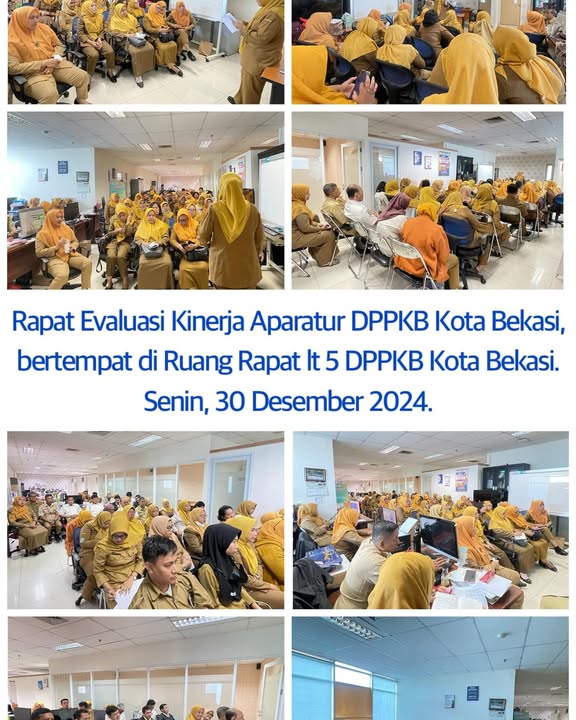 Rapat Evaluasi Kinerja Aparatur DPPKB Kota Bekasi,
bertempat di Ruang Rapat lt 5 DPPKB Kota Bekasi.
Senin, 30 Desember 2024.